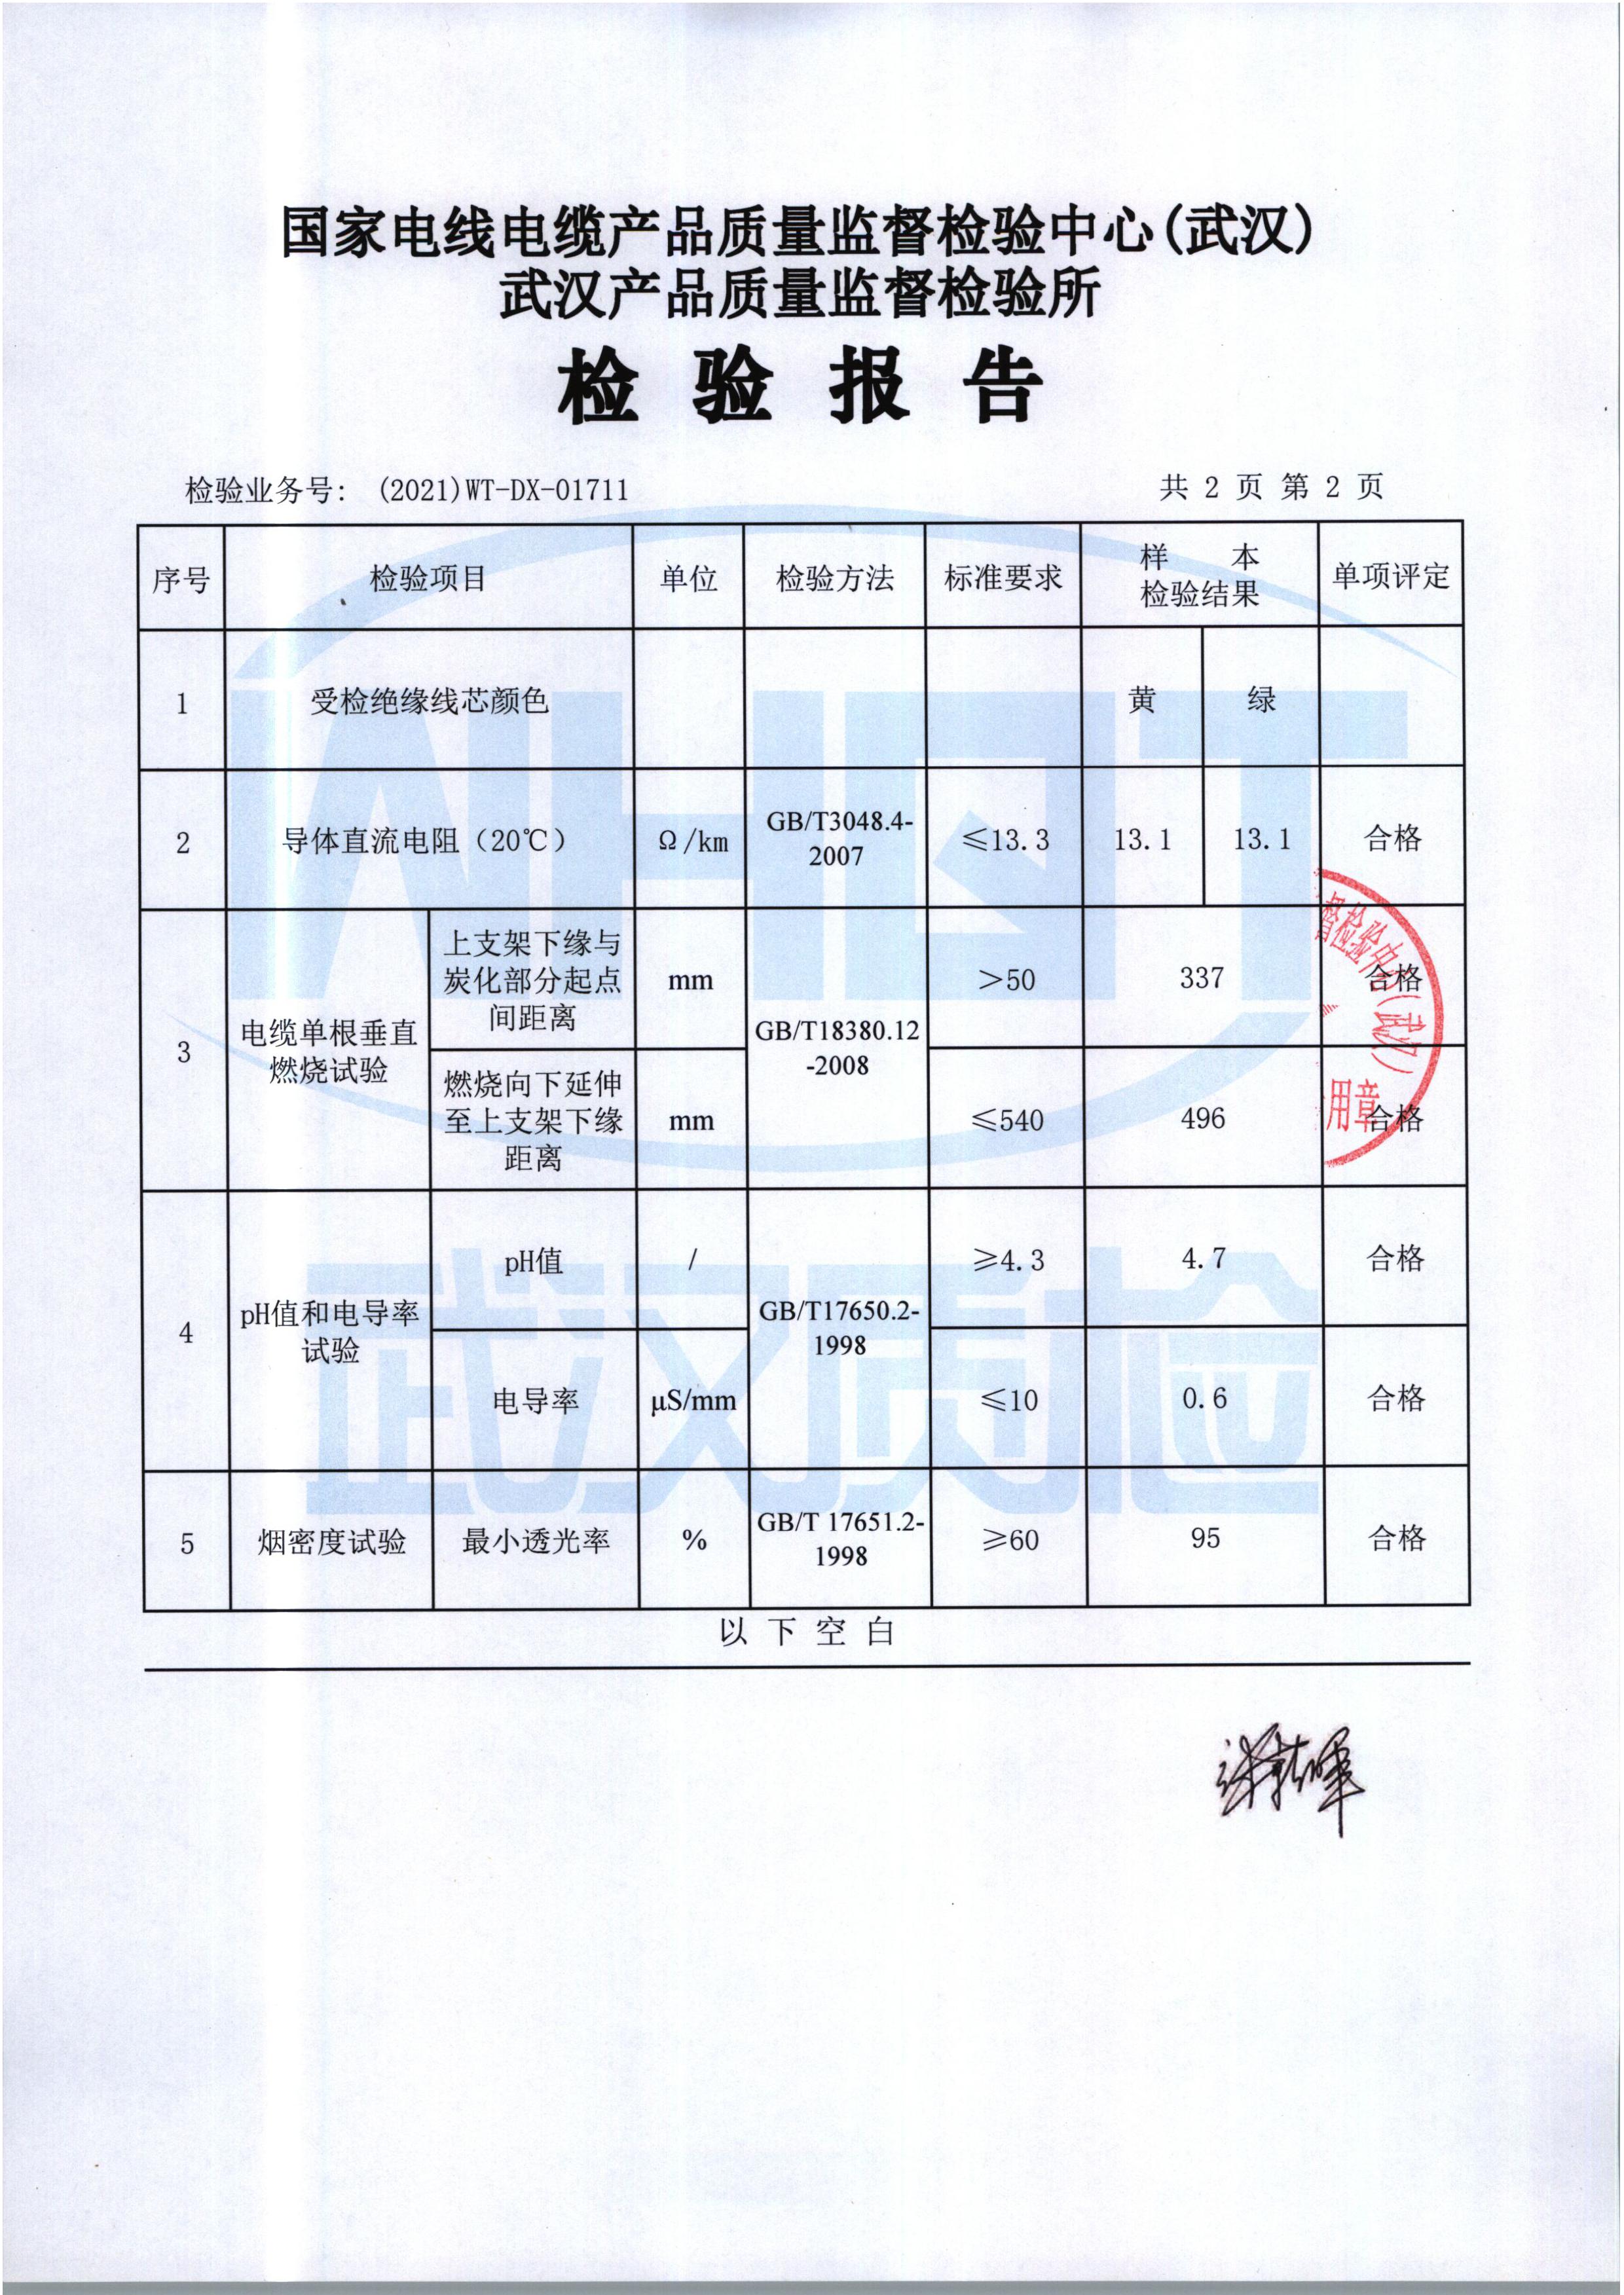 国家电线电缆产品质量监督检验中心(武汉)
武汉产品质量监督检验所
检 验 报 告
检验业务号: (2021)WT-DX-01711
共 2 页 第 2 页
序号 检验项目 单位 检验方法 标准要求 样 本 检验结果 单项评定
1 受检绝缘线芯颜色 黄 绿
2 导体直流电阻（20℃） Ω/km GB/T3048.4-2007 ≤13.3 13.1 13.1 合格
3 电缆单根垂直
燃烧试验
上支架下缘与
炭化部分起点
间距离
mm
GB/T18380.12
-2008
>50 337 合格
燃烧向下延伸
至上支架下缘
距离
mm ≤540 496 合格
4 pH值和电导率
试验
pH值 / GB/T17650.2-
1998
≥4.3 4.7 合格
电导率 μS/mm ≤10 0.6 合格
5 烟密度试验 最小透光率 % GB/T 17651.2-
1998
≥60 95 合格
以 下 空 白
督检验中心(武汉)
用章
WHQT
武汉质检